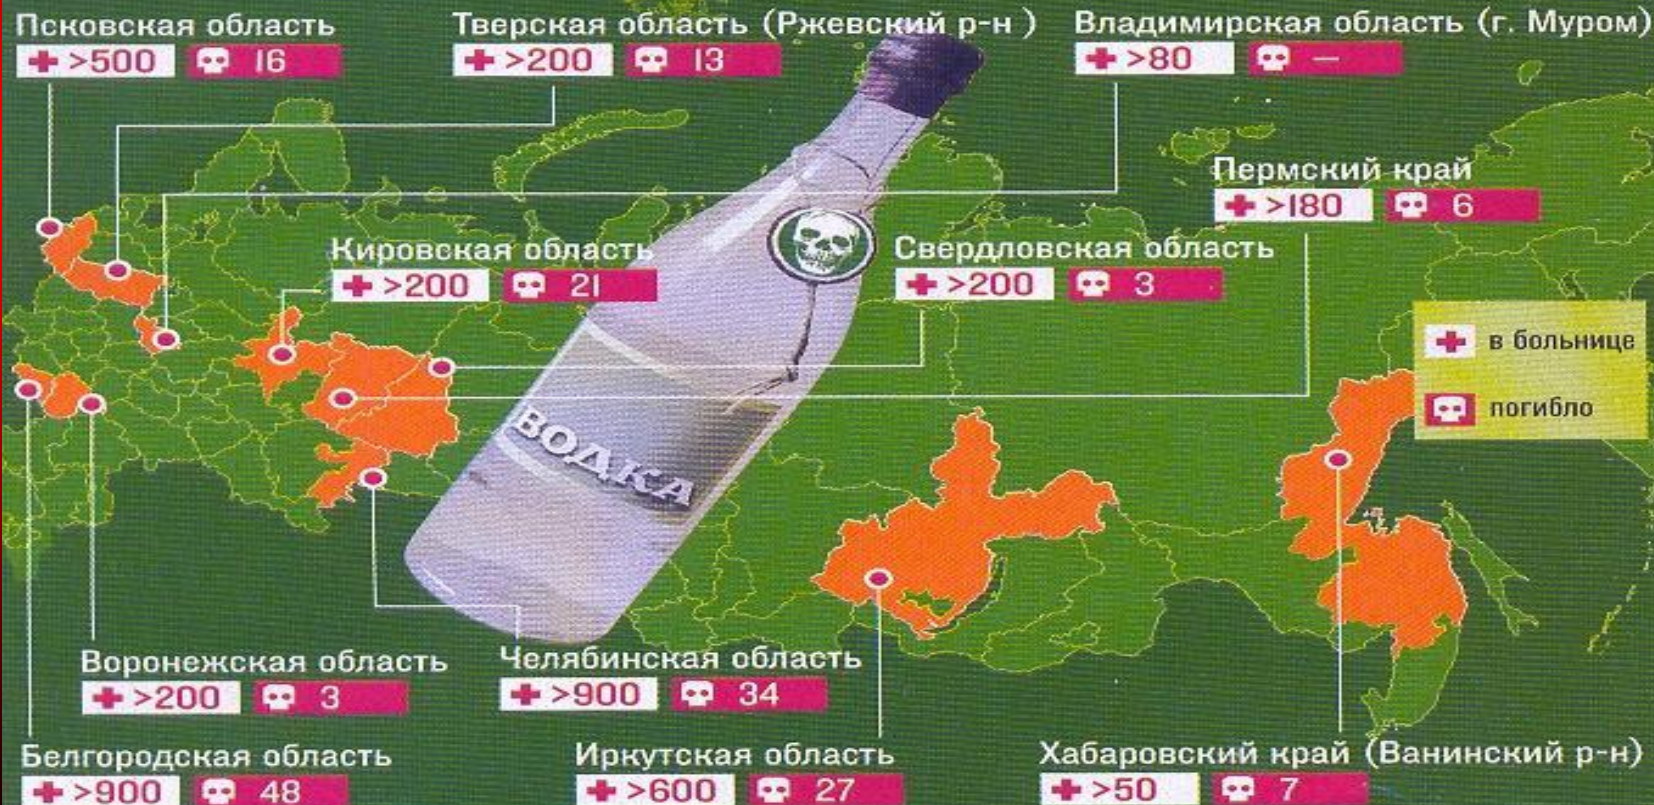 Псковская область
>500 16
Тверская область (Ржевский р-н )
>200 13
Владимирская область (г. Муром)
>80 —
Пермский край
>180 6
Кировская область
>200 21
Свердловская область
>200 3
в больнице
погибло
ВОДКА
Воронежская область
>200 3
Челябинская область
>900 34
Белгородская область
>900 48
Иркутская область
>600 27
Хабаровский край (Ванинский р-н)
>50 7